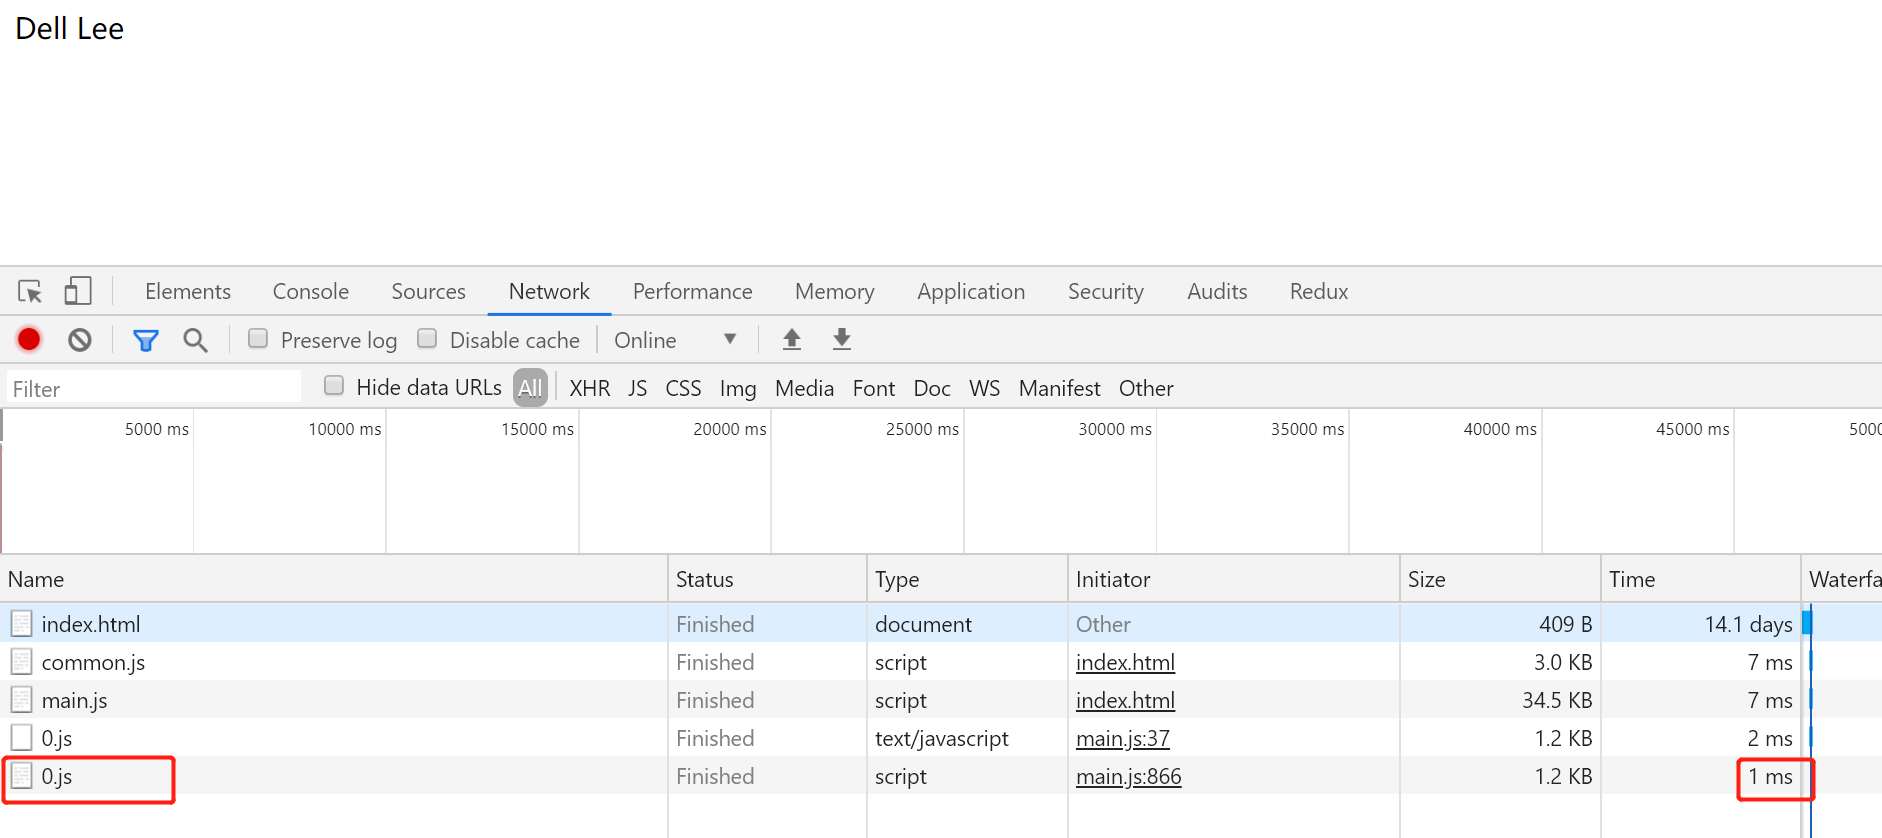 Dell Lee
Elements Console Sources Network Performance Memory Application Security Audits Redux
Preserve log Disable cache Online ▼
Filter Hide data URLs All XHR JS CSS Img Media Font Doc WS Manifest Other
5000 ms 10000 ms 15000 ms 20000 ms 25000 ms 30000 ms 35000 ms 40000 ms 45000 ms 5000
Name Status Type Initiator Size Time Waterfa
index.html Finished document Other 409 B 14.1 days
common.js Finished script index.html 3.0 KB 7 ms
main.js Finished script index.html 34.5 KB 7 ms
0.js Finished text/javascript main.js:37 1.2 KB 2 ms
0.js Finished script main.js:866 1.2 KB 1 ms